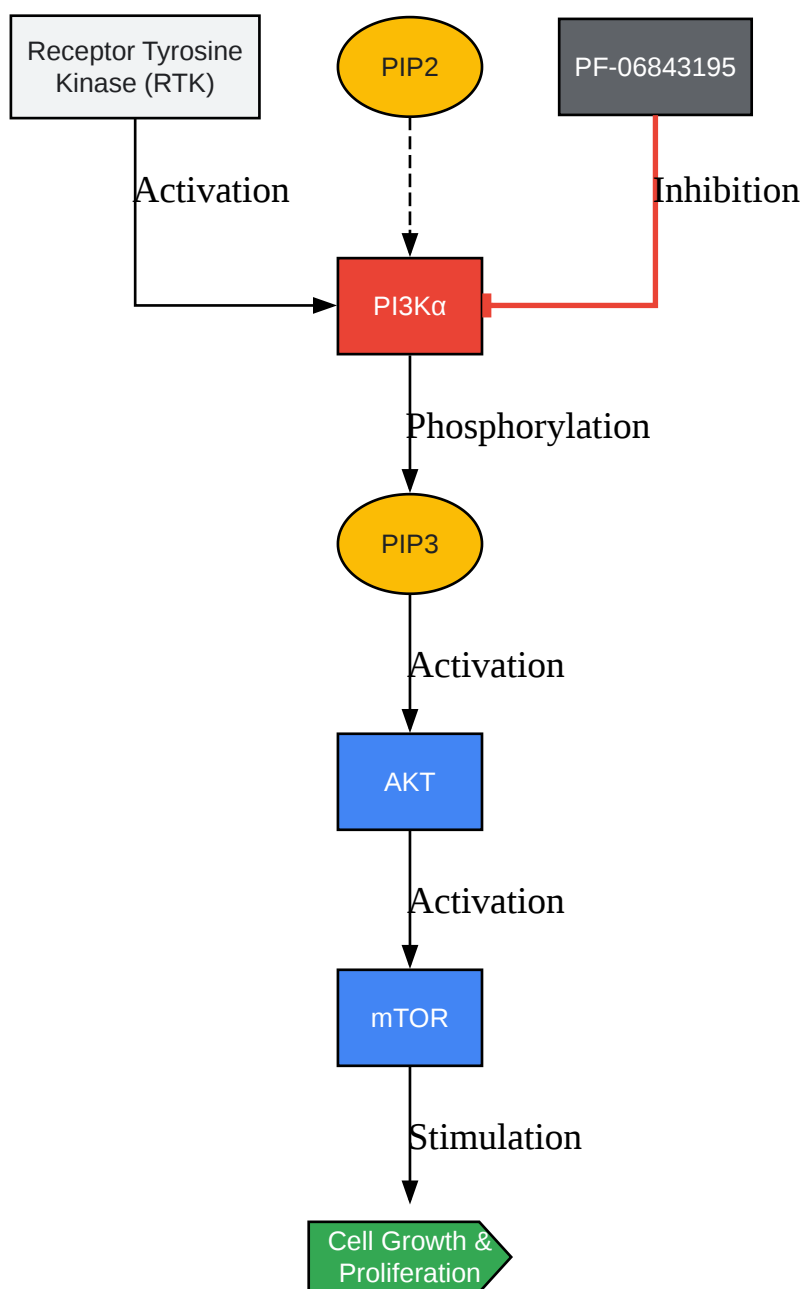 Receptor Tyrosine
Kinase (RTK)
PIP2
PF-06843195
Activation
Inhibition
PI3Kα
Phosphorylation
PIP3
Activation
AKT
Activation
mTOR
Stimulation
Cell Growth &
Proliferation